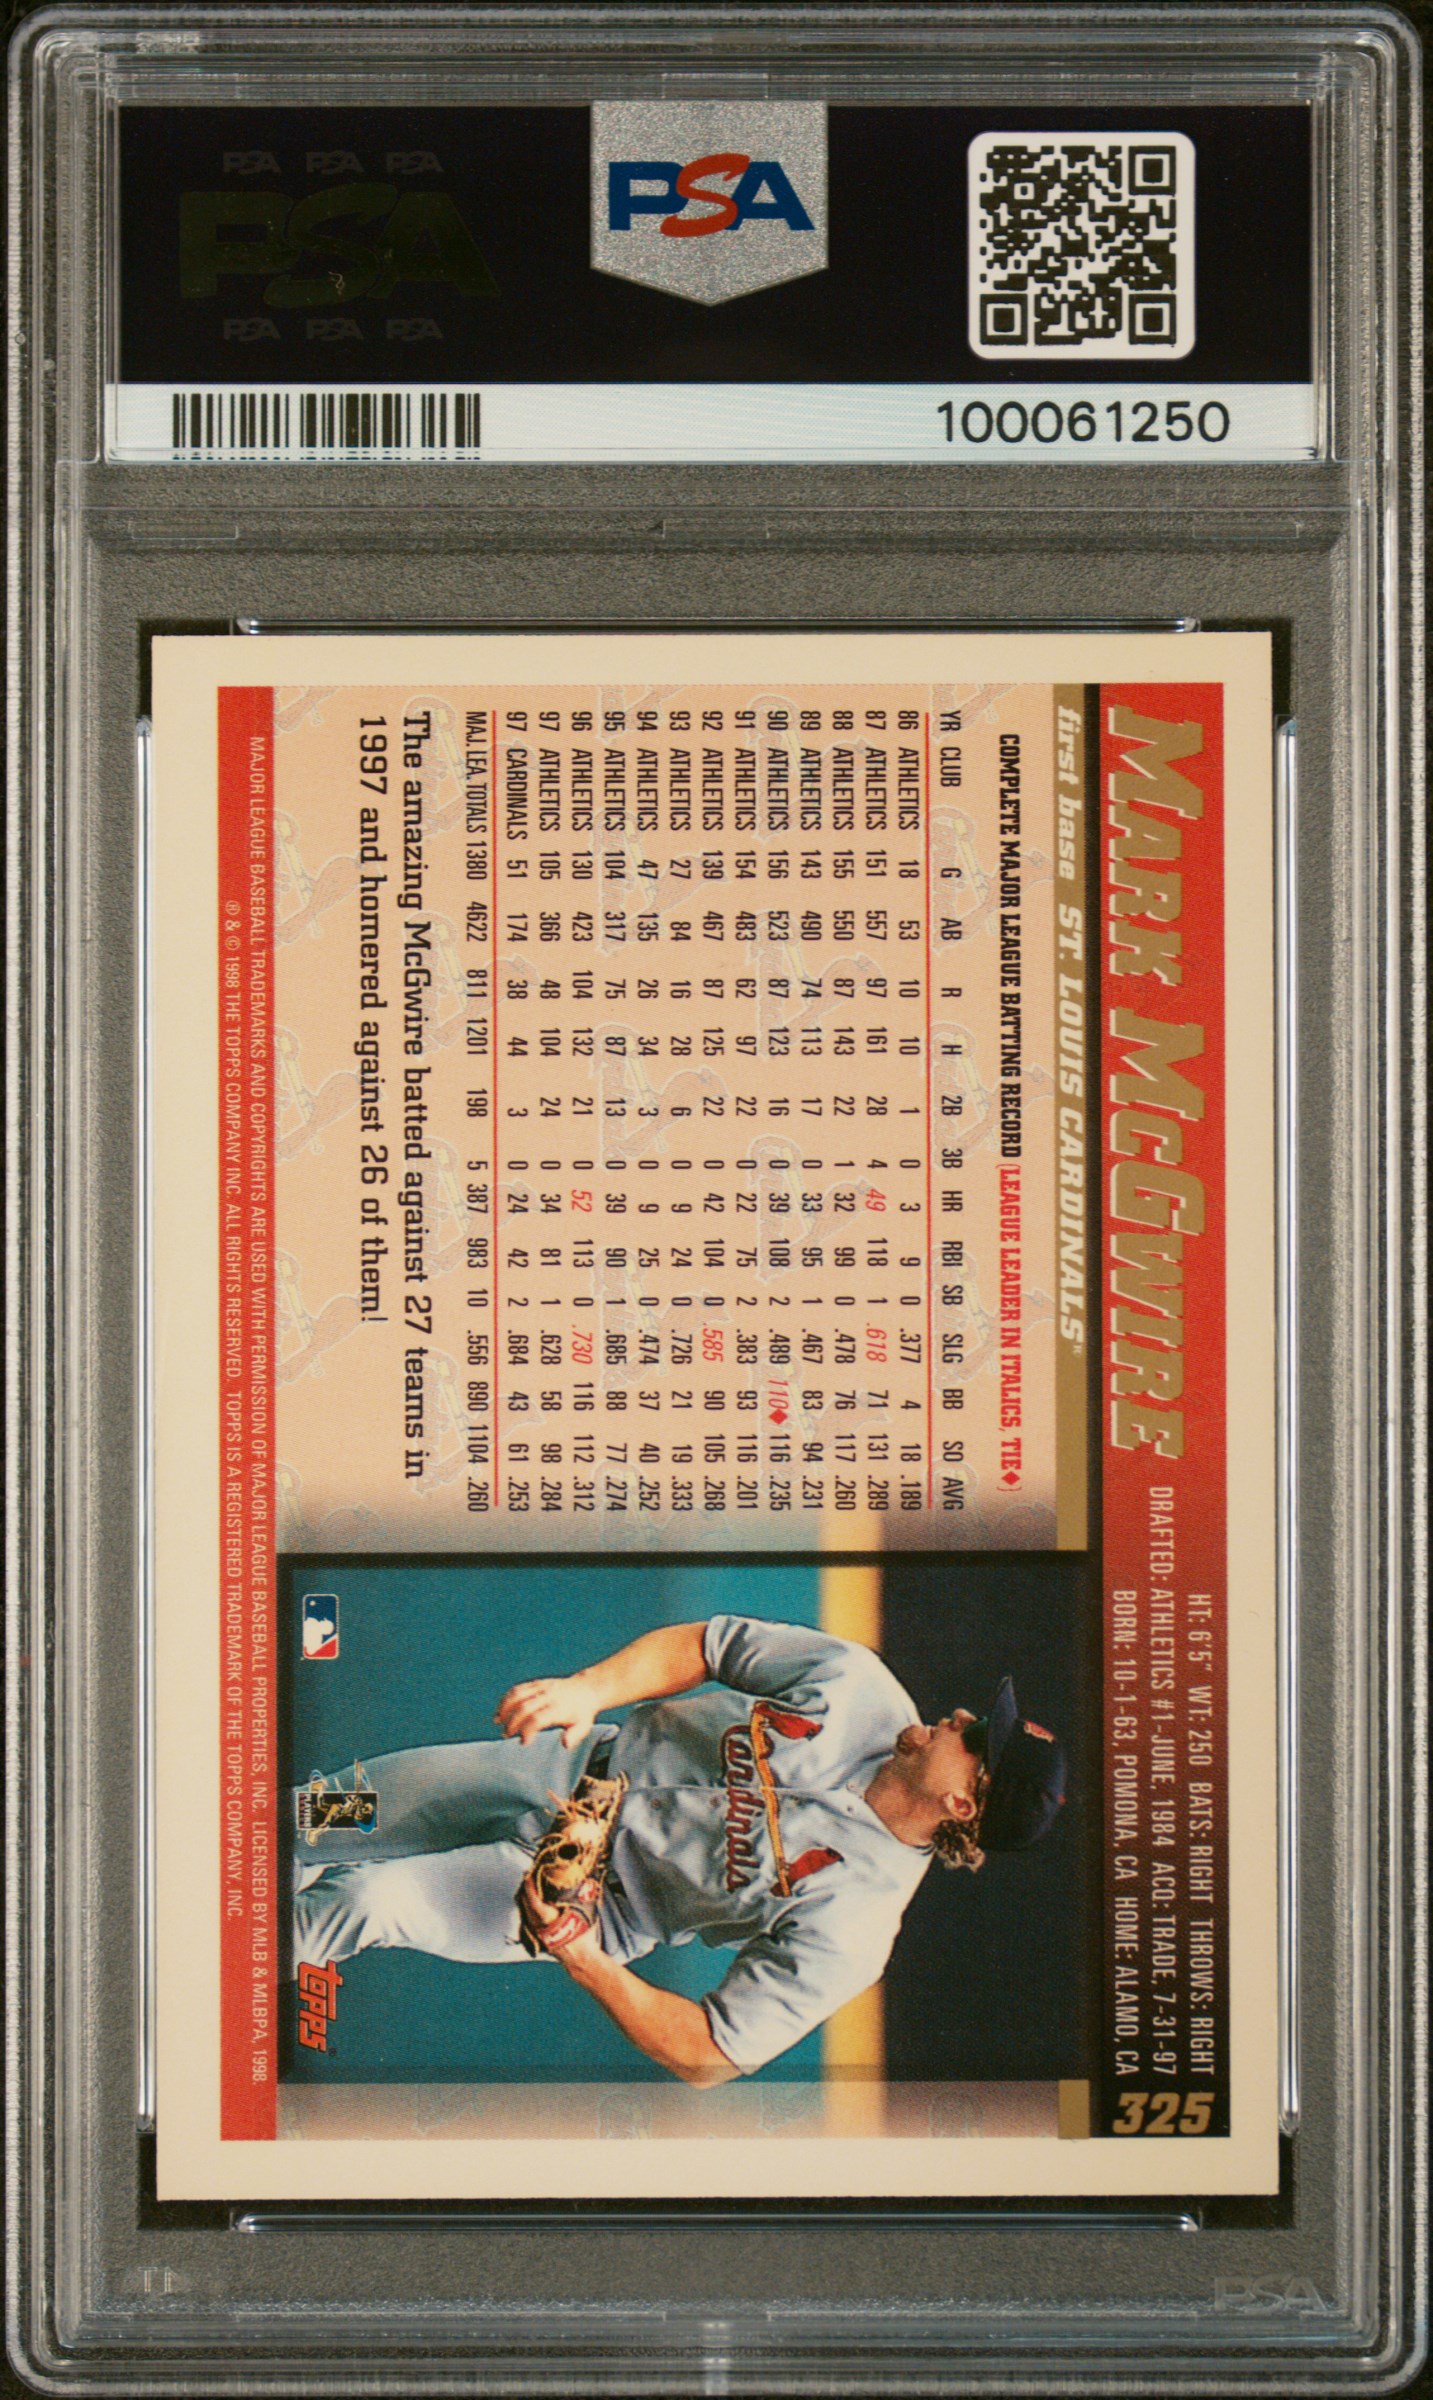 PSA PSA PSA
PSA
PSA PSA PSA
PSA
100061250
MARK MCGWIRE
HT: 6'5" WT: 250 BATS: RIGHT THROWS: RIGHT
DRAFTED: ATHLETICS #1-JUNE, 1984 ACQ: TRADE, 7-31-97
BORN: 10-1-63, POMONA, CA HOME: ALAMO, CA
325
first base ST. LOUIS CARDINALS®
COMPLETE MAJOR LEAGUE BATTING RECORD (LEAGUE LEADER IN ITALICS, TIE♦)
YR CLUB G AB R H 2B 3B HR RBI SB SLG BB SO AVG
86 ATHLETICS 18 53 10 10 1 0 3 9 0 .377 4 18 .189
87 ATHLETICS 151 557 97 161 28 4 49 118 1 .618 71 131 .289
88 ATHLETICS 155 550 87 143 22 1 32 99 0 .478 76 117 .260
89 ATHLETICS 143 490 74 113 17 0 33 95 1 .467 83 94 .231
90 ATHLETICS 156 523 87 123 16 0 39 108 2 .489 110♦ 116 .235
91 ATHLETICS 154 483 62 97 22 0 22 75 2 .383 93 116 .201
92 ATHLETICS 139 467 87 125 22 0 42 104 0 .585 90 105 .268
93 ATHLETICS 27 84 16 28 6 0 9 24 0 .726 21 19 .333
94 ATHLETICS 47 135 26 34 3 0 9 25 0 .474 37 40 .252
95 ATHLETICS 104 317 75 87 13 0 39 90 1 .685 88 77 .274
96 ATHLETICS 130 423 104 132 21 0 52 113 0 .730 116 112 .312
97 ATHLETICS 105 366 48 104 24 0 34 81 1 .628 58 98 .284
97 CARDINALS 51 174 38 44 3 0 24 42 2 .684 43 61 .253
MAJ. LEA. TOTALS 1380 4622 811 1201 198 5 387 983 10 .556 890 1104 .260
The amazing McGwire batted against 27 teams in
1997 and homered against 26 of them!
Cardinals
PLAYERS
topps
MAJOR LEAGUE BASEBALL TRADEMARKS AND COPYRIGHTS ARE USED WITH PERMISSION OF MAJOR LEAGUE BASEBALL PROPERTIES, INC. LICENSED BY MLB & MLBPA, 1998.
® & © 1998 THE TOPPS COMPANY INC. ALL RIGHTS RESERVED. TOPPS IS A REGISTERED TRADEMARK OF THE TOPPS COMPANY, INC.
PSA